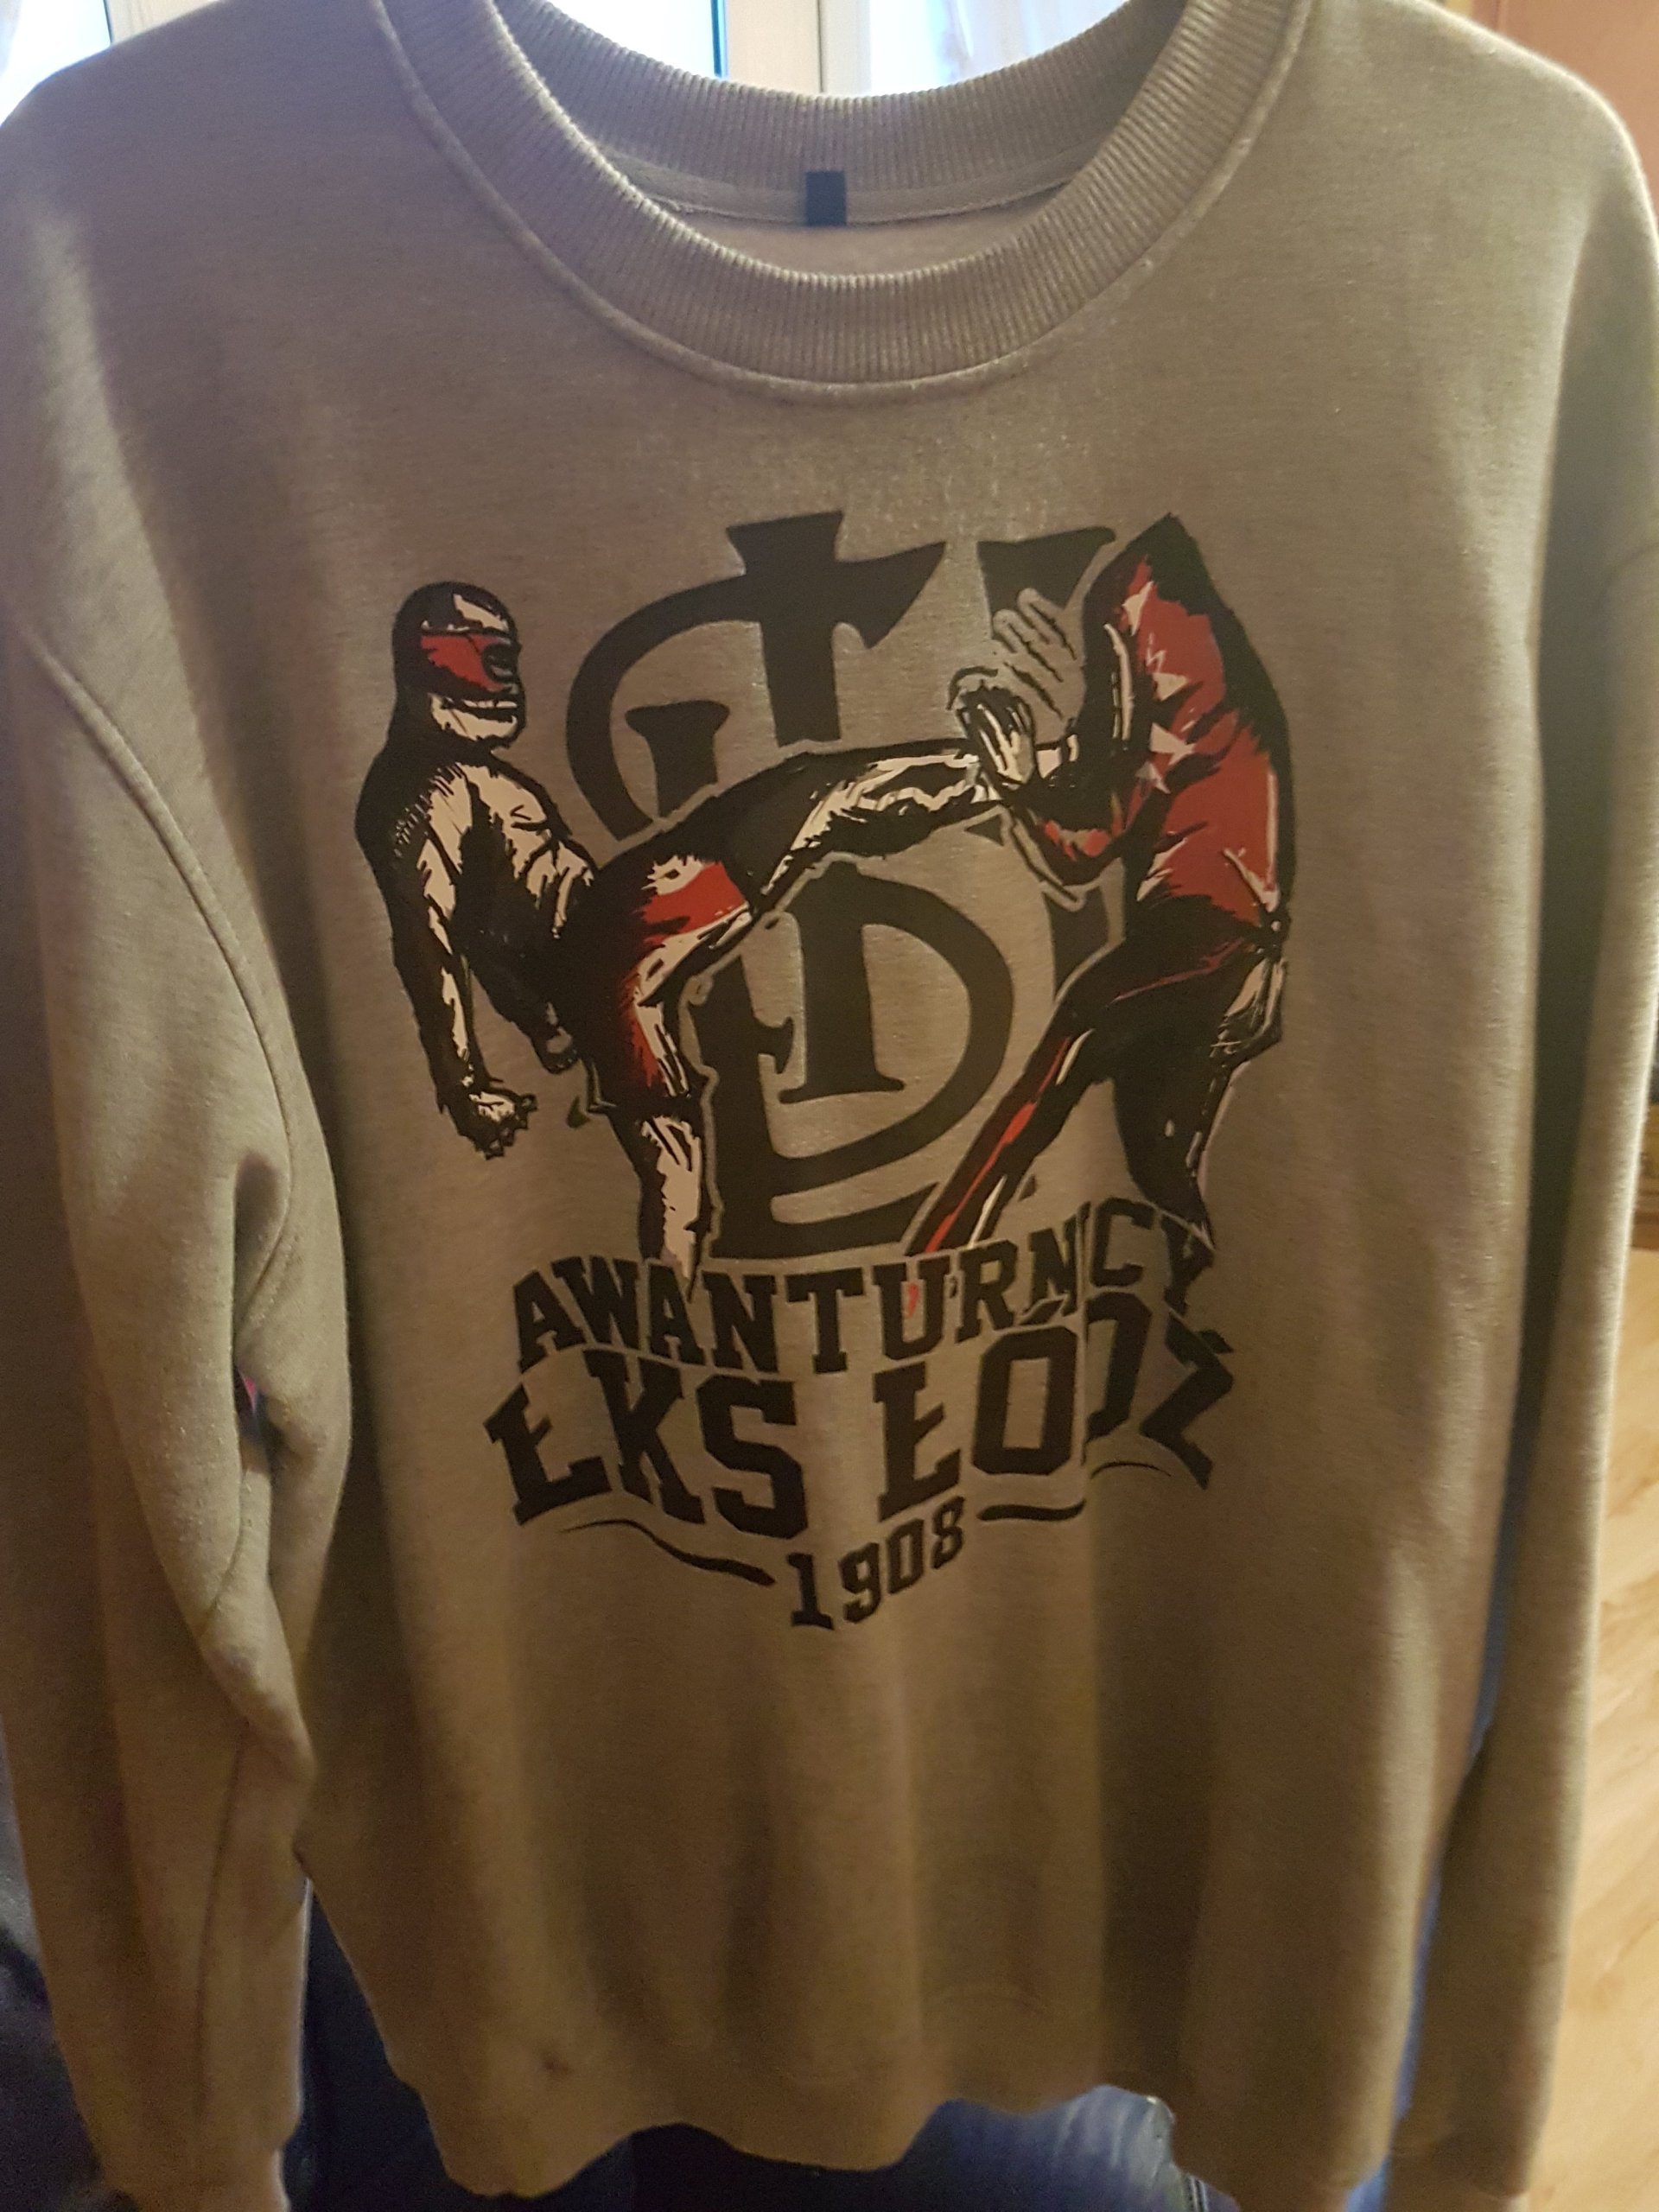 AWANTURNICY
ŁKS ŁÓDŹ
1908